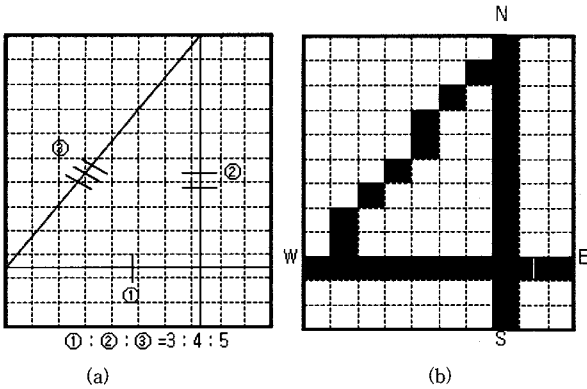 N
③
②
W
E
①
S
① : ② : ③ =3 : 4 : 5
(a)
(b)